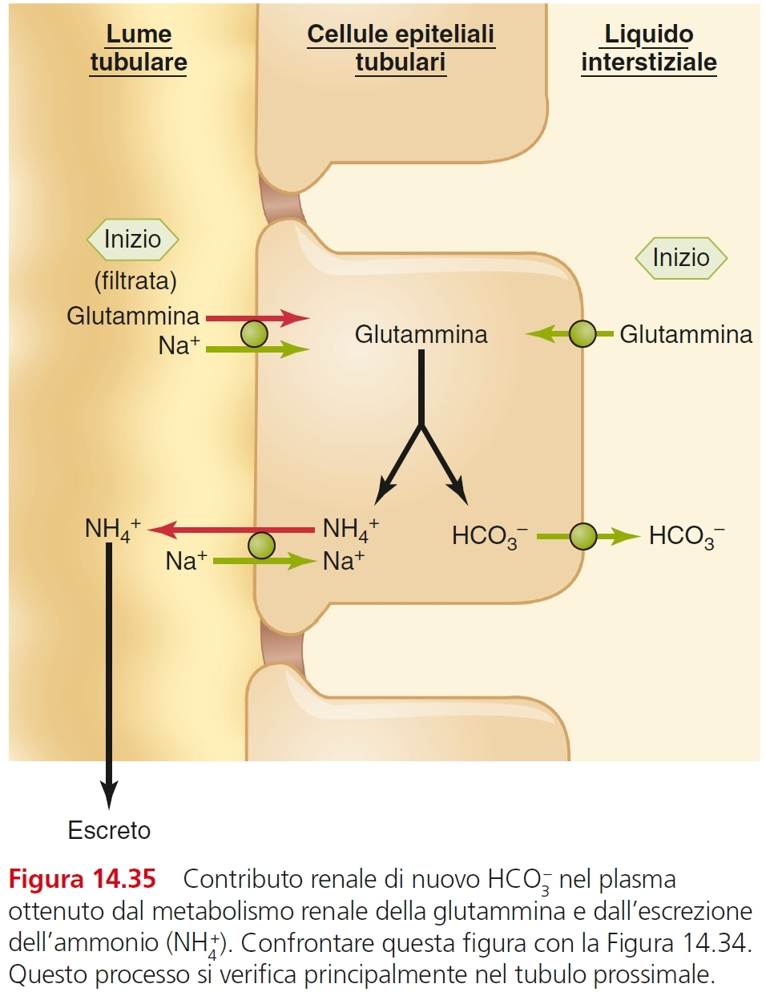 Lume
tubulare
Cellule epiteliali
tubulari
Liquido
interstiziale
Inizio
(filtrata)
Inizio
Glutammina
Na⁺
Glutammina
Glutammina
NH₄⁺
Na⁺
NH₄⁺
Na⁺
HCO₃⁻
HCO₃⁻
Escreto
Figura 14.35 Contributo renale di nuovo HCO₃⁻ nel plasma
ottenuto dal metabolismo renale della glutammina e dall’escrezione
dell’ammonio (NH₄⁺). Confrontare questa figura con la Figura 14.34.
Questo processo si verifica principalmente nel tubulo prossimale.